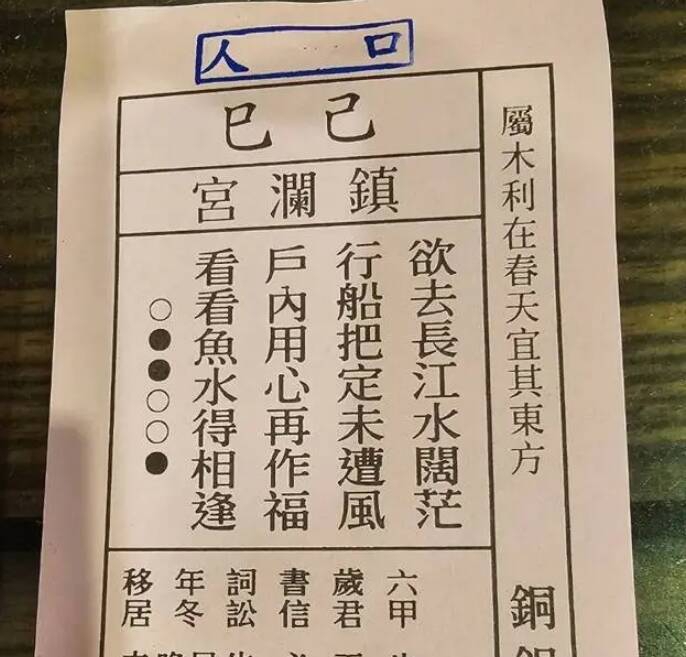 人口
己巳
鎮瀾宮
屬木利在春天宜其東方
銅
欲去長江水闊茫
行船把定未遭風
戶內用心再作福
看看魚水得相逢
○●●○○●
六甲
歲君
書信
詞訟
年冬
移居